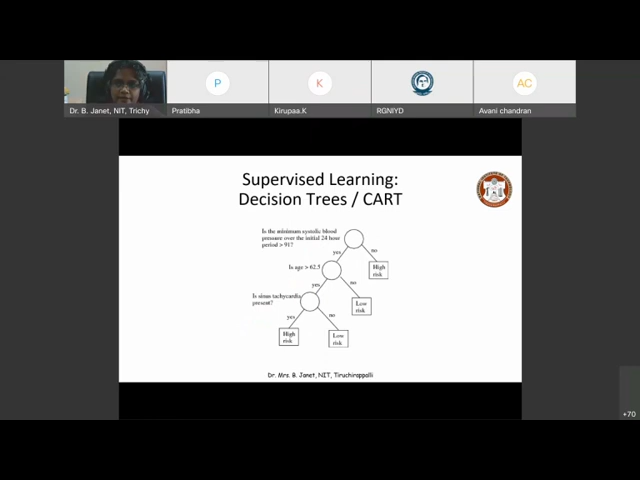 P
K
AC
Dr. B. Janet, NIT, Trichy
Pratibha
Kirupaa.K
RGNIYD
Avani chandran
Supervised Learning:
Decision Trees / CART
Is the minimum systolic blood
pressure over the initial 24 hour
period > 91?
yes
no
Is age > 62.5
High
risk
yes
no
Is sinus tachycardia
present?
Low
risk
yes
no
High
risk
Low
risk
Dr. Mrs. B. Janet, NIT, Tiruchirappalli
+70